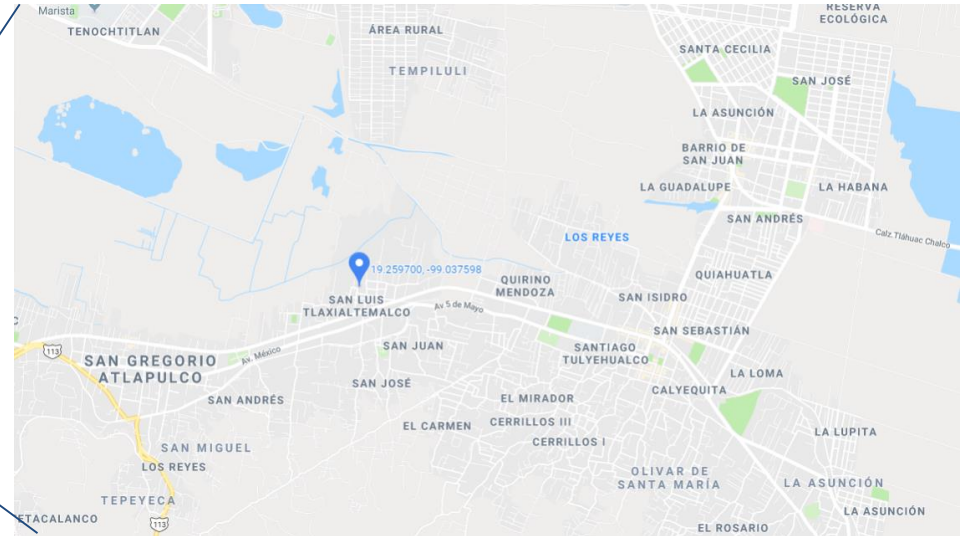 Marista
TENOCHTITLAN
ÁREA RURAL
RESERVA
ECOLÓGICA
SANTA CECILIA
TEMPILULI
SAN JOSÉ
LA ASUNCIÓN
BARRIO DE
SAN JUAN
LA GUADALUPE
LA HABANA
SAN ANDRÉS
LOS REYES
Calz.Tláhuac Chalco
19.259700, -99.037598
QUIAHUATLA
QUIRINO
MENDOZA
SAN LUIS
TLAXIALTEMALCO
SAN ISIDRO
Av 5 de Mayo
C
SAN SEBASTIÁN
113
SAN JUAN
SANTIAGO
TULYEHUALCO
Av. México
SAN GREGORIO
ATLAPULCO
LA LOMA
SAN JOSÉ
CALYEQUITA
SAN ANDRÉS
EL MIRADOR
EL CARMEN
CERRILLOS III
LA LUPITA
CERRILLOS I
SAN MIGUEL
LOS REYES
OLIVAR DE
SANTA MARÍA
LA ASUNCIÓN
TEPEYECA
ETACALANCO
113
LA ASUNCIÓN
EL ROSARIO